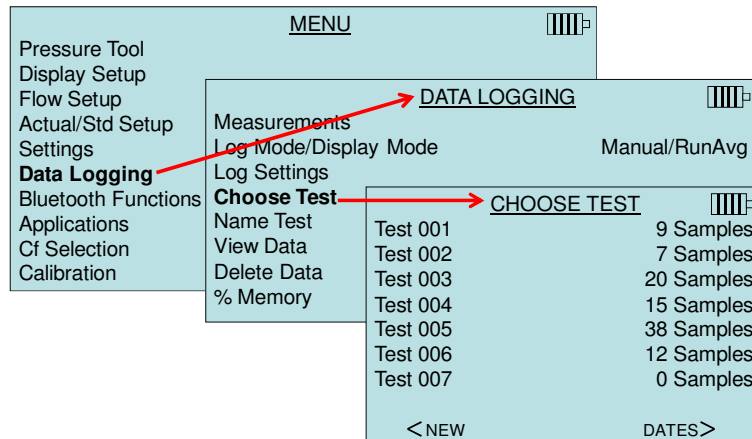 MENU
Pressure Tool
Display Setup
Flow Setup
Actual/Std Setup
Settings
Data Logging
Bluetooth Functions
Applications
Cf Selection
Calibration
DATA LOGGING
Measurements
Log Mode/Display Mode Manual/RunAvg
Log Settings
Choose Test
Name Test
View Data
Delete Data
% Memory
CHOOSE TEST
Test 001 9 Samples
Test 002 7 Samples
Test 003 20 Samples
Test 004 15 Samples
Test 005 38 Samples
Test 006 12 Samples
Test 007 0 Samples
<NEW DATES>